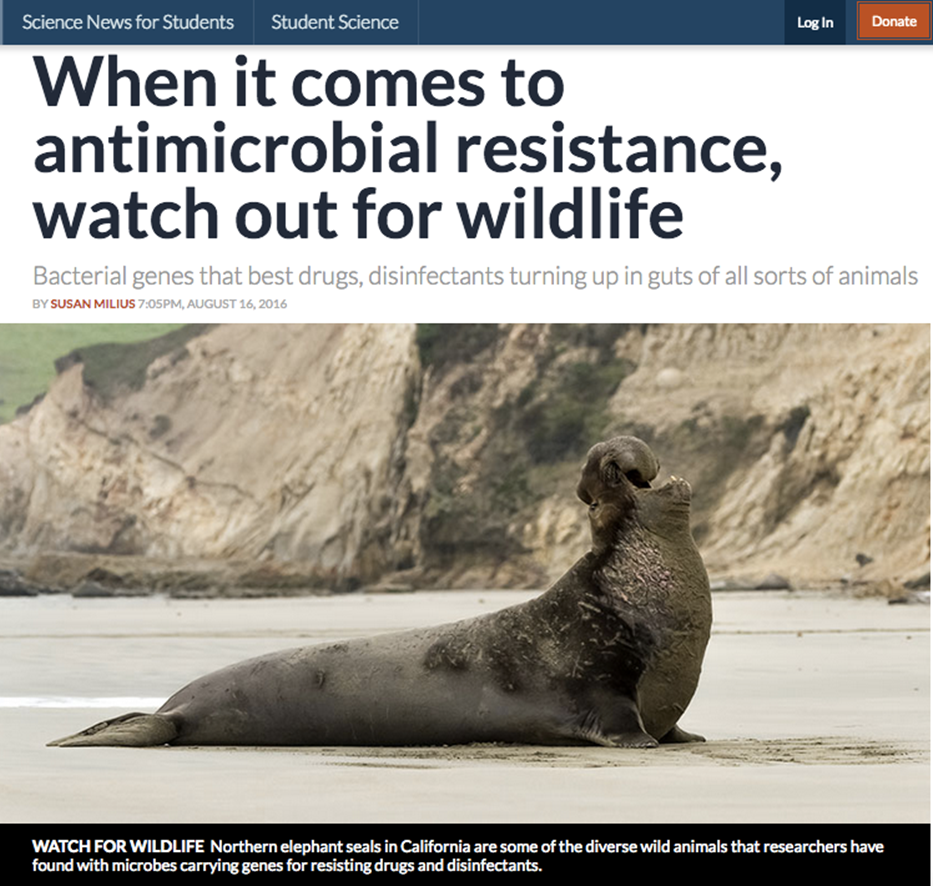 Science News for Students Student Science Log In Donate
When it comes to
antimicrobial resistance,
watch out for wildlife
Bacterial genes that best drugs, disinfectants turning up in guts of all sorts of animals
BY SUSAN MILIUS 7:05PM, AUGUST 16, 2016
WATCH FOR WILDLIFE Northern elephant seals in California are some of the diverse wild animals that researchers have
found with microbes carrying genes for resisting drugs and disinfectants.